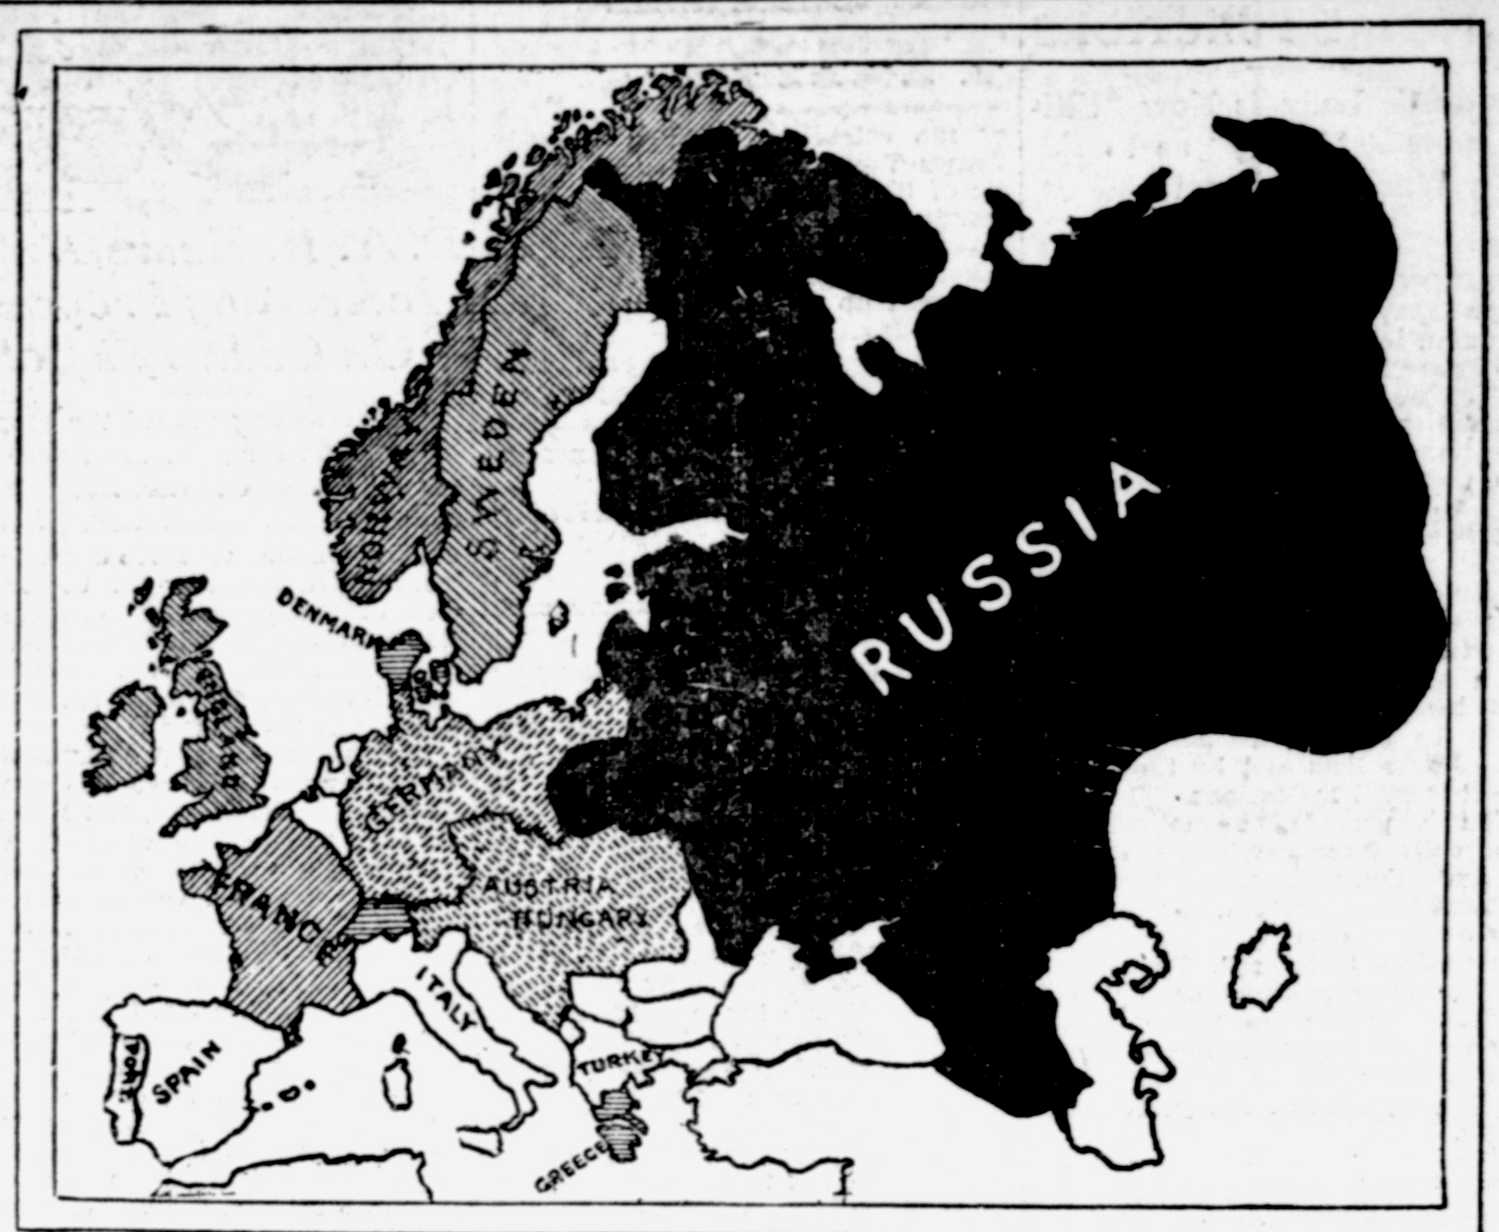 SWEDEN
NORWAY
RUSSIA
DENMARK
ENGLAND
GERMANY
FRANCE
AUSTRIA
HUNGARY
ITALY
PORT.
SPAIN
TURKEY
GREECE